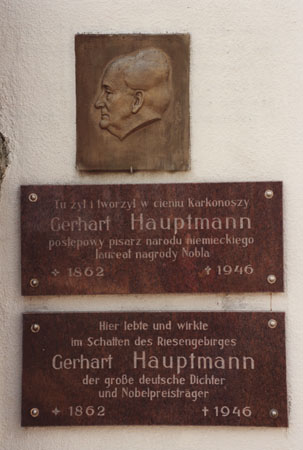 Tu żył i tworzył w cieniu Karkonoszy
Gerhart Hauptmann
postępowy pisarz narodu niemieckiego
laureat nagrody Nobla
✧ 1862 ✝ 1946
Hier lebte und wirkte
im Schatten des Riesengebirges
Gerhart Hauptmann
der große deutsche Dichter
und Nobelpreisträger
✧ 1862 ✝ 1946